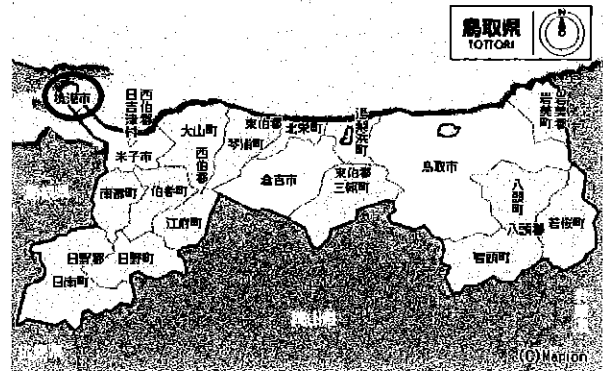 鳥取県
TOTTORI
N
境港市
西伯郡
日吉津村
米子市
大山町
西伯郡
東伯郡
琴浦町
北栄町
湯梨浜町
倉吉市
東伯郡
三朝町
鳥取市
岩美郡
岩美町
八頭町
八頭郡
若桜町
智頭町
南部町
伯耆町
江府町
日野郡
日野町
日南町
岡山県
(C)Marion